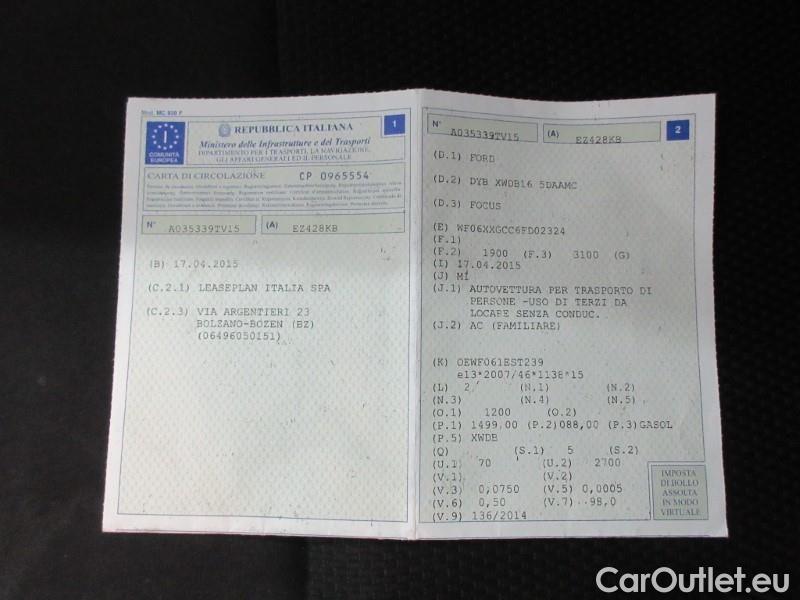 Mod. MC 820 F
REPUBBLICA ITALIANA
1
Ministero delle Infrastrutture e dei Trasporti
DIPARTIMENTO PER I TRASPORTI, LA NAVIGAZIONE,
GLI AFFARI GENERALI ED IL PERSONALE
I
COMUNITÀ
EUROPEA
CARTA DI CIRCOLAZIONE CP 0965554
N° A035339TV15 (A) EZ428KB
(B) 17.04.2015
(C.2.1) LEASEPLAN ITALIA SPA
(C.2.3) VIA ARGENTIERI 23
BOLZANO-BOZEN (BZ)
(06496050151)
N° A035339TV15 (A) EZ428KB 2
(D.1) FORD
(D.2) DYB XWDB16 5DAAMC
(D.3) FOCUS
(E) WF06XXGCC6FD02324
(F.1)
(F.2) 1900 (F.3) 3100 (G)
(I) 17.04.2015
(J) M1
(J.1) AUTOVETTURA PER TRASPORTO DI
PERSONE -USO DI TERZI DA
LOCARE SENZA CONDUC.
(J.2) AC (FAMILIARE)
(K) OEWF061EST239
e13*2007/46*1138*15
(L) 2 (N.1) (N.2)
(N.3) (N.4) (N.5)
(O.1) 1200 (O.2)
(P.1) 1499,00 (P.2)088,00 (P.3)GASOL
(P.5) XWDB
(Q) (S.1) 5 (S.2)
(U.1) 70 (U.2) 2700
(V.1) (V.2)
(V.3) 0,0750 (V.5) 0,0005
(V.6) 0,50 (V.7) 98,0
(V.9) 136/2014
IMPOSTA
DI BOLLO
ASSOLTA
IN MODO
VIRTUALE
CarOutlet.eu